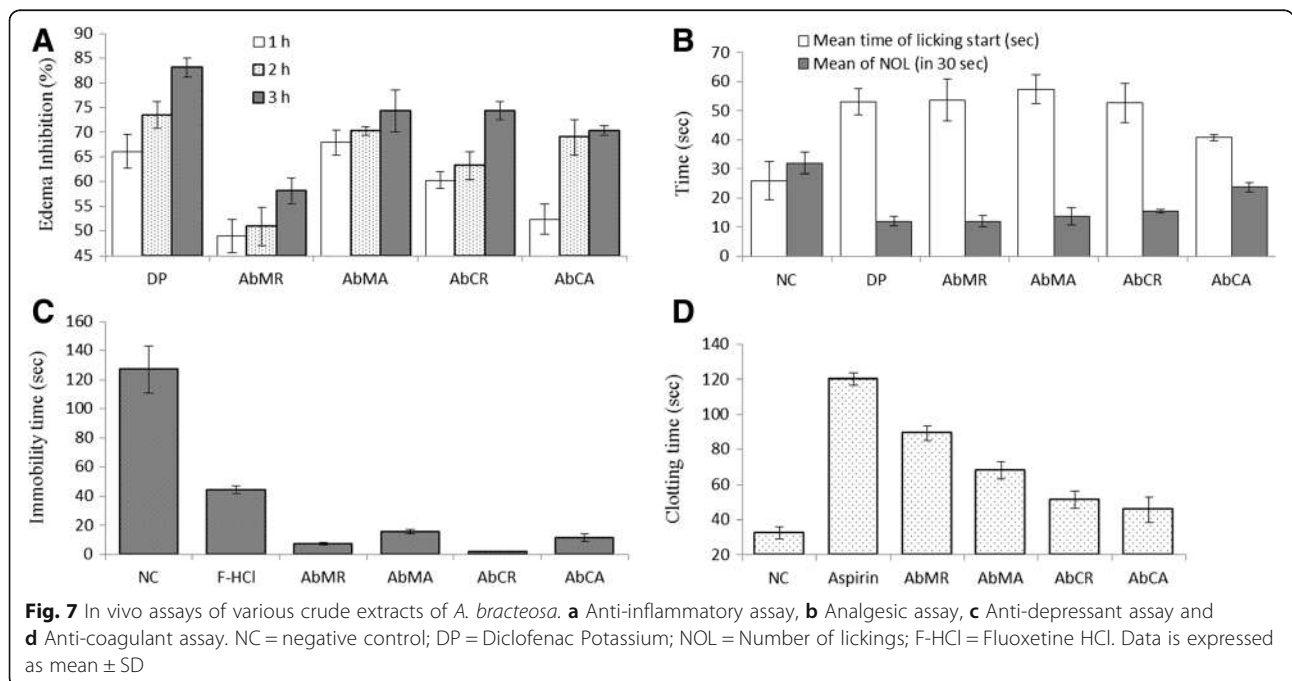 A
Edema Inhibition (%)
90
85
80
75
70
65
60
55
50
45
1 h
2 h
3 h
DP AbMR AbMA AbCR AbCA
B
Time (sec)
70
60
50
40
30
20
10
0
Mean time of licking start (sec)
Mean of NOL (in 30 sec)
NC DP AbMR AbMA AbCR AbCA
C
Immobility time (sec)
160
140
120
100
80
60
40
20
0
NC F-HCl AbMR AbMA AbCR AbCA
D
Clotting time (sec)
140
120
100
80
60
40
20
NC Aspirin AbMR AbMA AbCR AbCA
Fig. 7 In vivo assays of various crude extracts of A. bracteosa. a Anti-inflammatory assay, b Analgesic assay, c Anti-depressant assay and
d Anti-coagulant assay. NC = negative control; DP = Diclofenac Potassium; NOL = Number of lickings; F-HCl = Fluoxetine HCl. Data is expressed
as mean ± SD